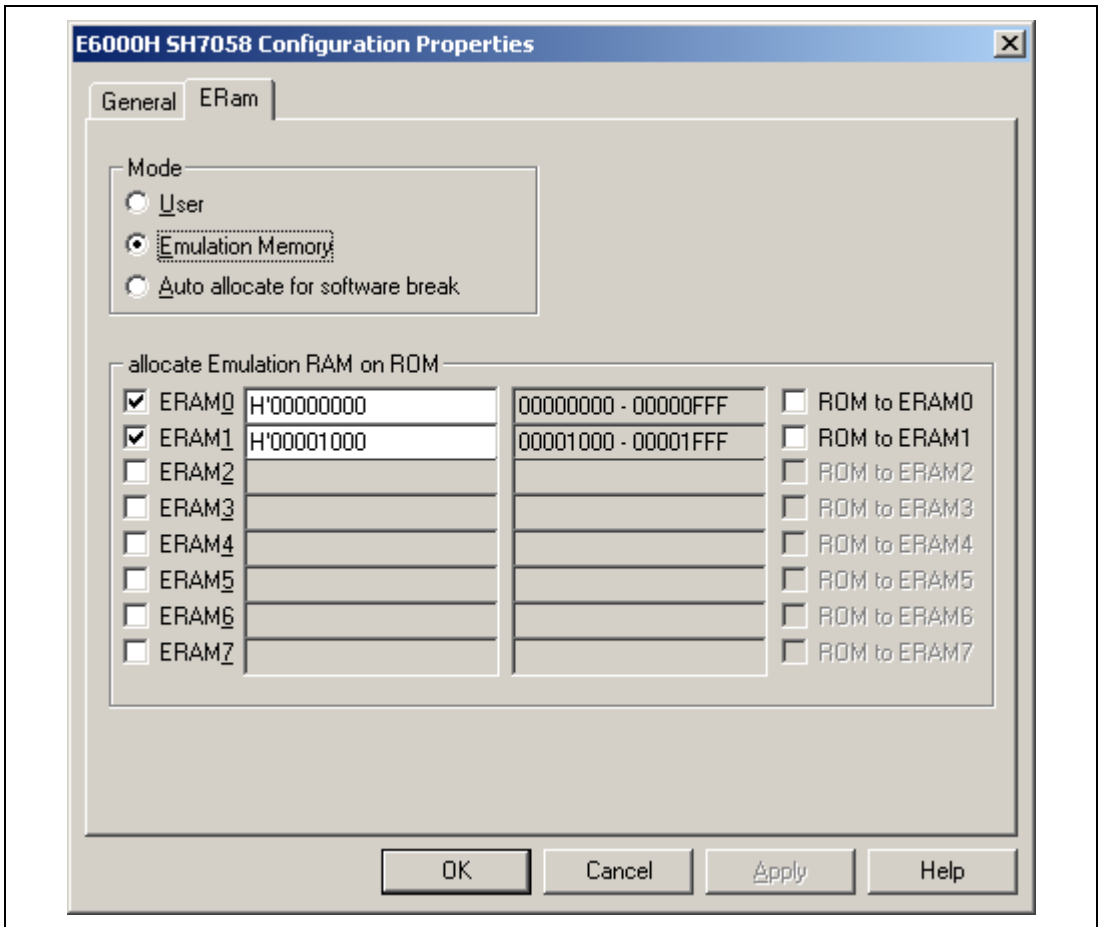 E6000H SH7058 Configuration Properties
General ERam
Mode
User
Emulation Memory
Auto allocate for software break
allocate Emulation RAM on ROM
ERAM0 H'00000000 00000000 - 00000FFF ROM to ERAM0
ERAM1 H'00001000 00001000 - 00001FFF ROM to ERAM1
ERAM2 ROM to ERAM2
ERAM3 ROM to ERAM3
ERAM4 ROM to ERAM4
ERAM5 ROM to ERAM5
ERAM6 ROM to ERAM6
ERAM7 ROM to ERAM7
OK Cancel Apply Help